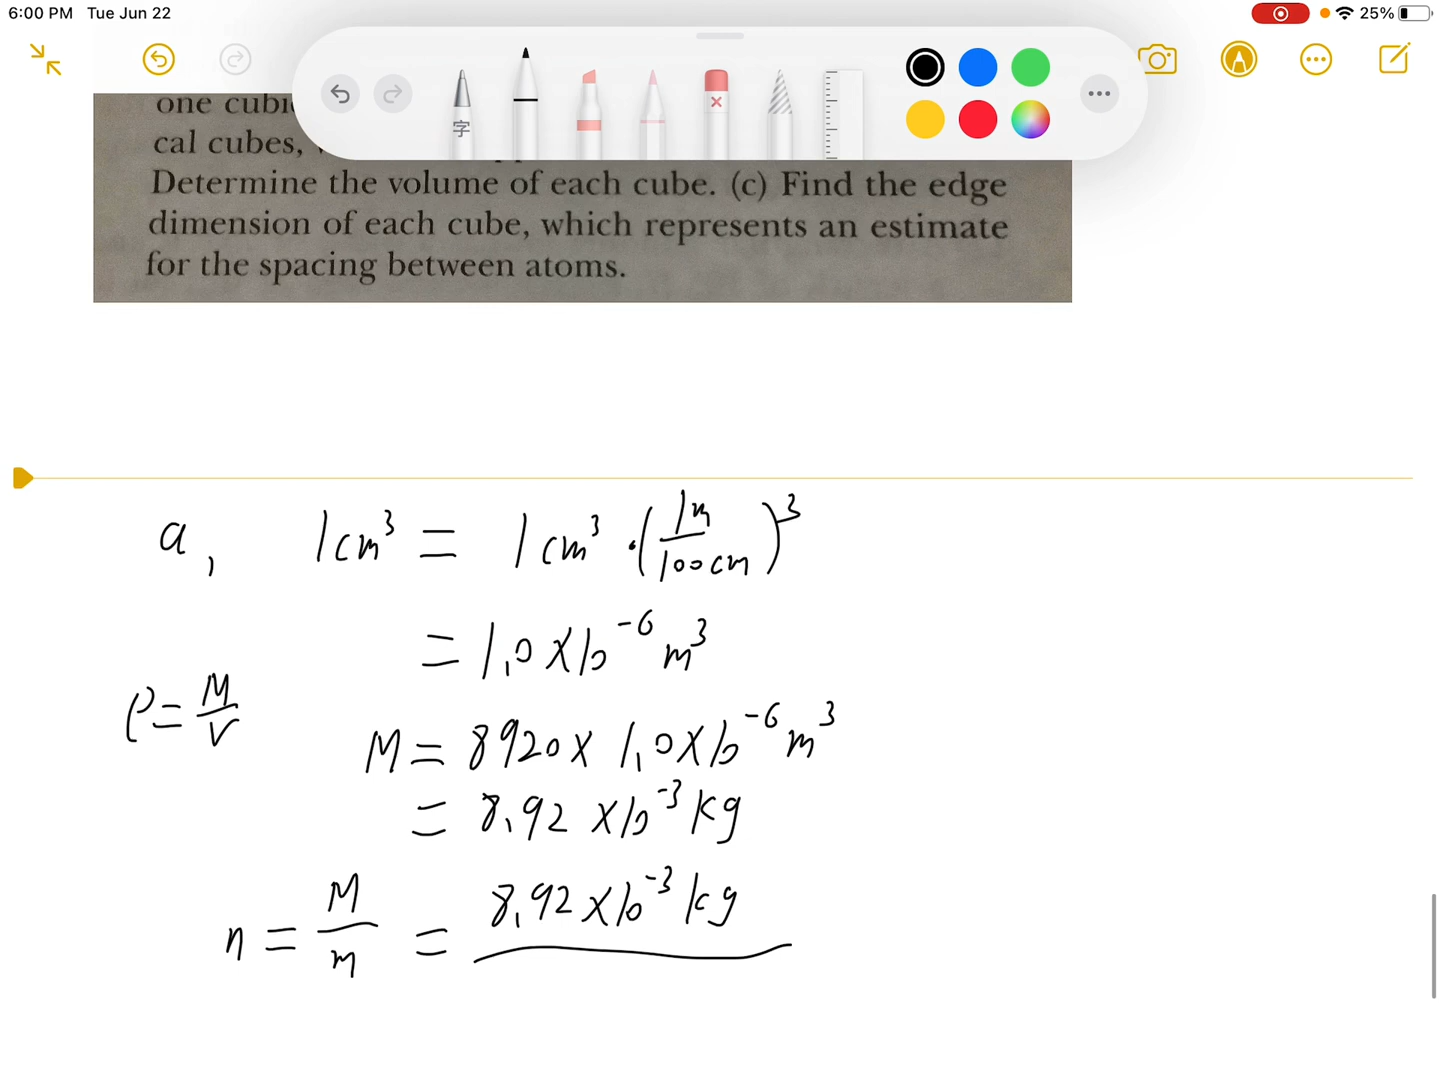 6:00 PM Tue Jun 22
25%
字
one cubi
cal cubes,
Determine the volume of each cube. (c) Find the edge
dimension of each cube, which represents an estimate
for the spacing between atoms.
a, 1cm³ = 1cm³ · (1m/100cm)³
= 1.0 × 10⁻⁶ m³
ρ = M/V
M = 8920 × 1.0 × 10⁻⁶ m³
= 8.92 × 10⁻³ kg
n = M/m = 8.92 × 10⁻³ kg